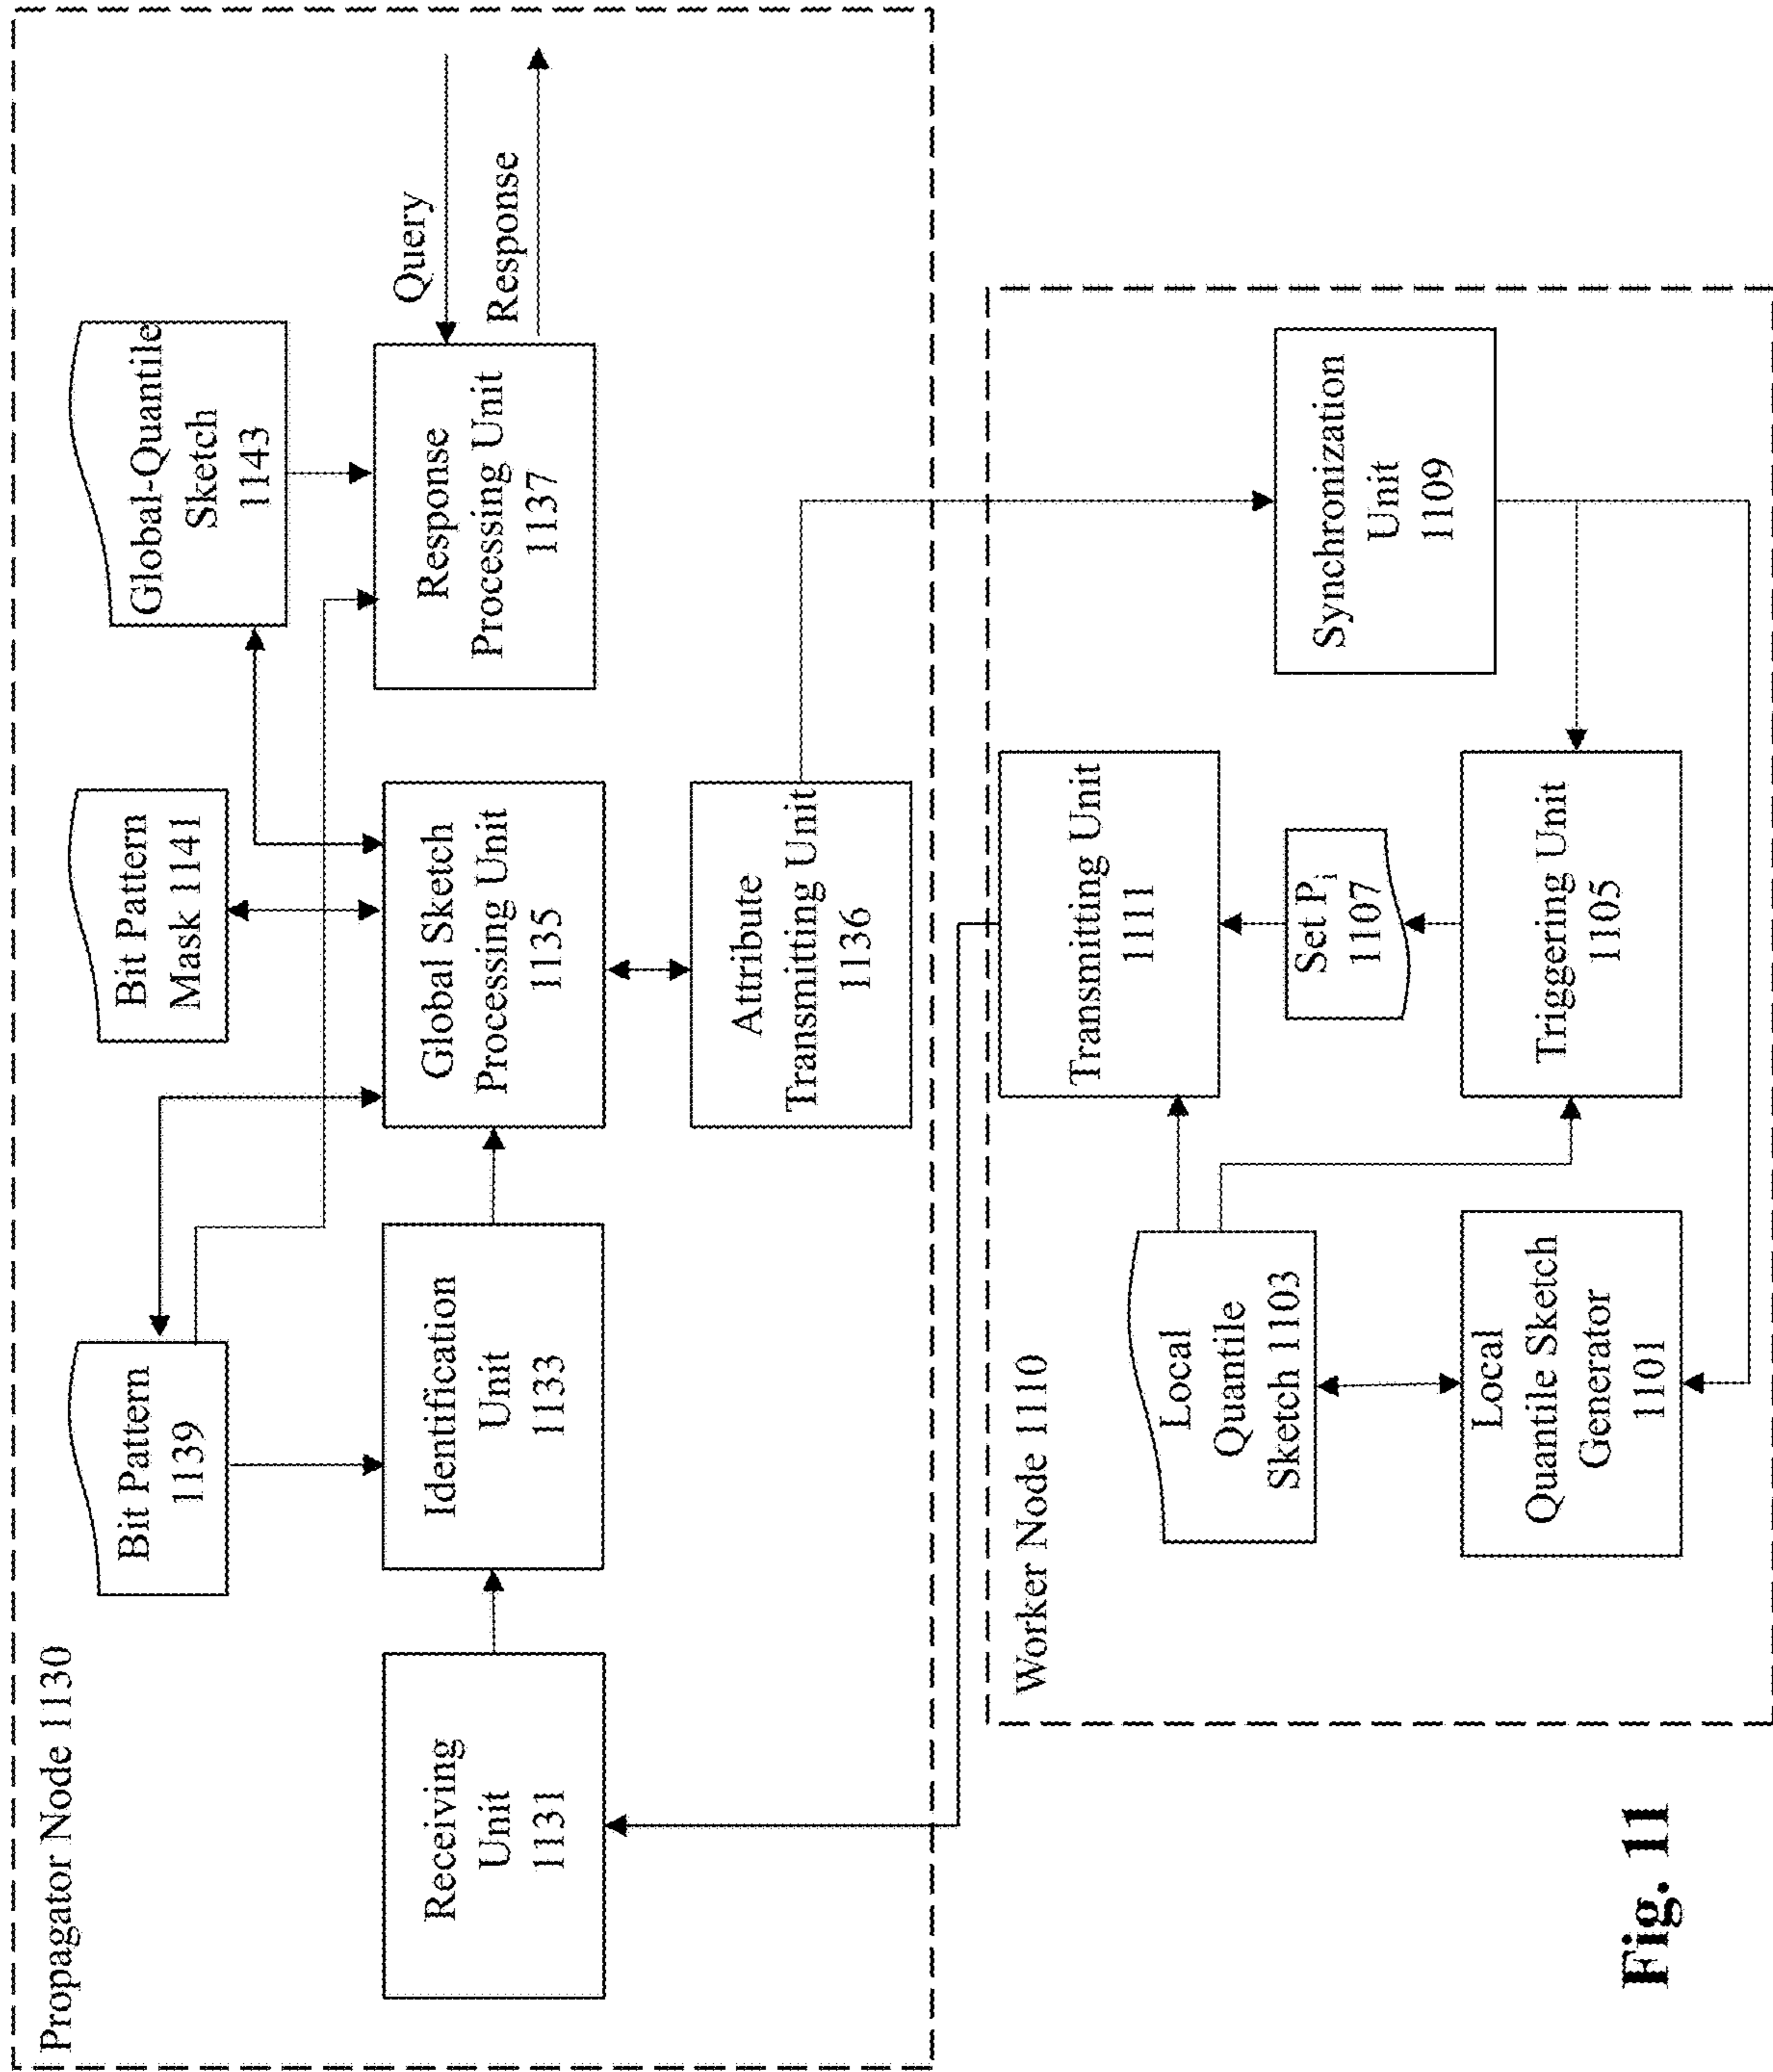 Propagator Node 1130
Bit Pattern
1139
Bit Pattern
Mask 1141
Global-Quantile
Sketch
1143
Receiving
Unit
1131
Identification
Unit
1133
Global Sketch
Processing Unit
1135
Response
Processing Unit
1137
Query
Response
Attribute
Transmitting Unit
1136
Worker Node 1110
Local
Quantile
Sketch 1103
Transmitting Unit
1111
Set Pi
1107
Synchronization
Unit
1109
Local
Quantile Sketch
Generator
1101
Triggering Unit
1105
Fig. 11